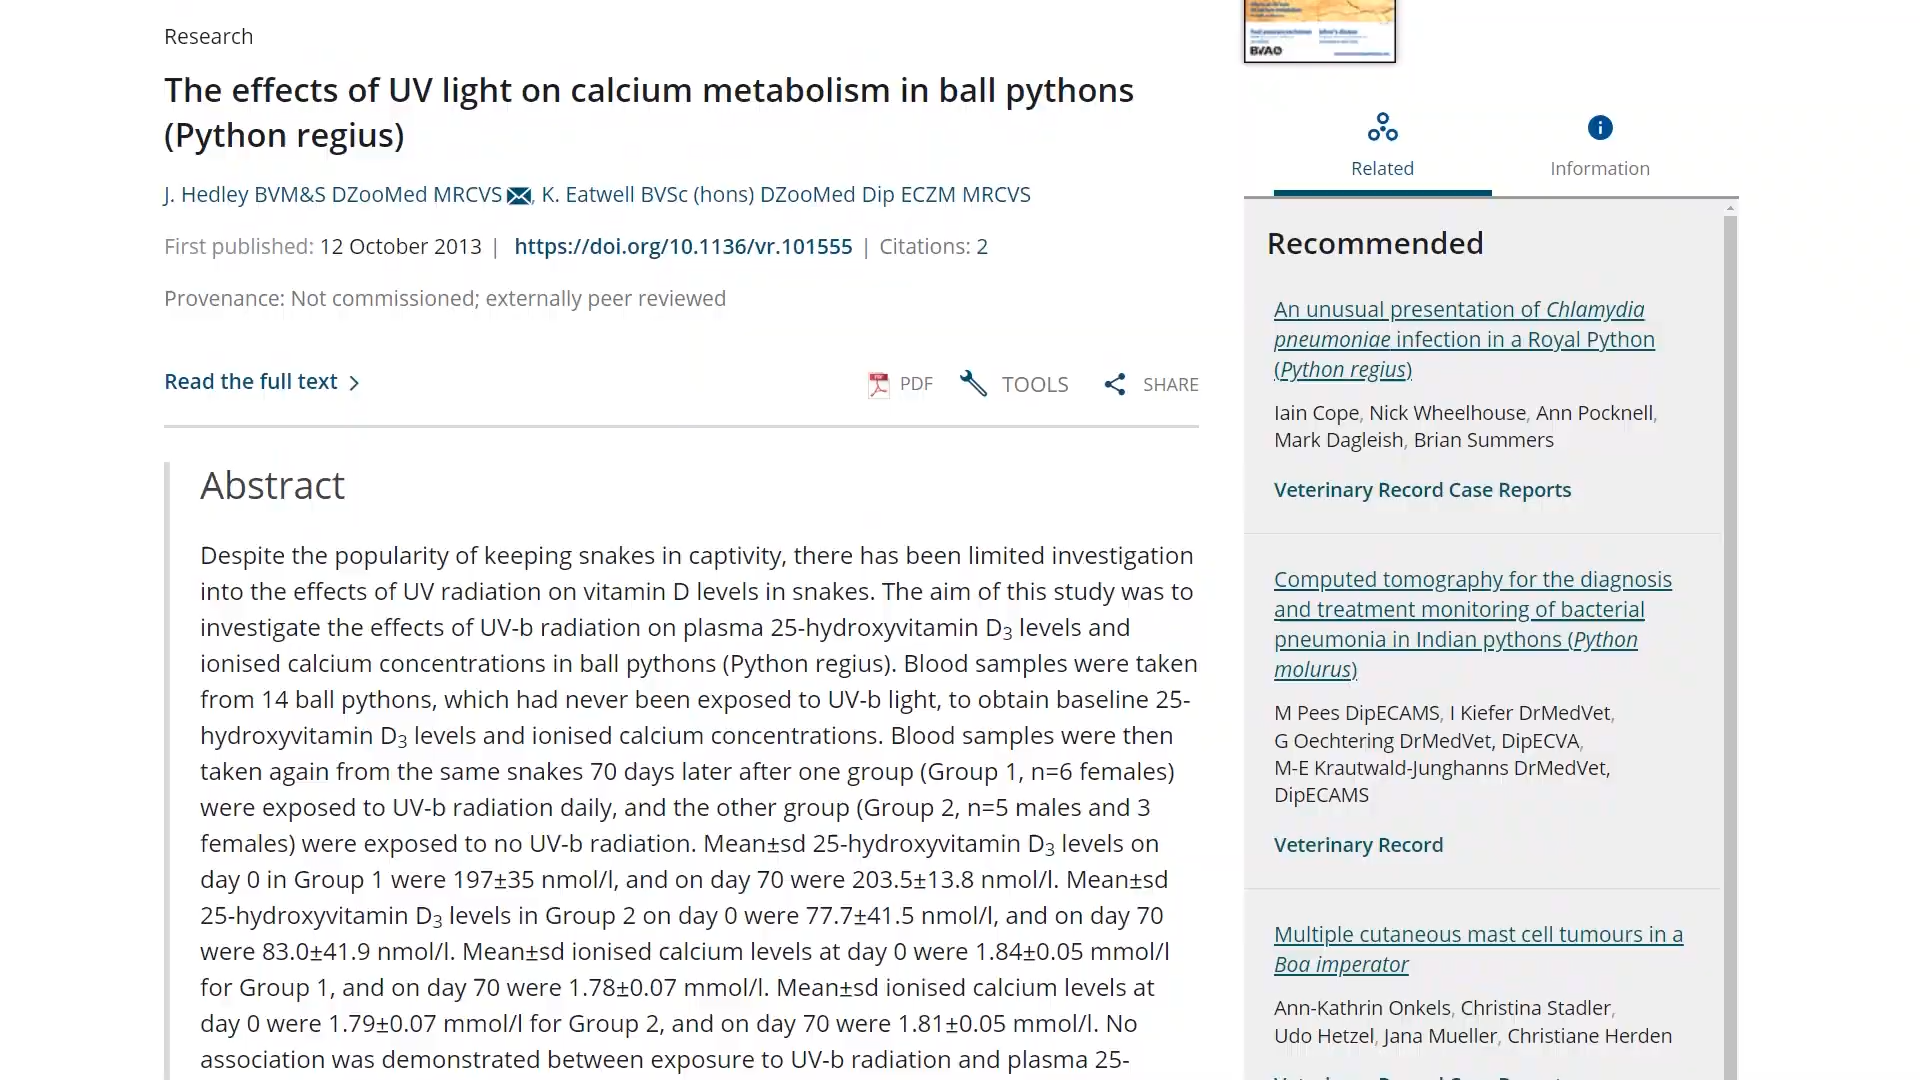 Research
The effects of UV light on calcium metabolism in ball pythons
(Python regius)
J. Hedley BVM&S DZooMed MRCVS, K. Eatwell BVSc (hons) DZooMed Dip ECZM MRCVS
First published: 12 October 2013 | https://doi.org/10.1136/vr.101555 | Citations: 2
Provenance: Not commissioned; externally peer reviewed
Read the full text
PDF TOOLS SHARE
Abstract
Despite the popularity of keeping snakes in captivity, there has been limited investigation
into the effects of UV radiation on vitamin D levels in snakes. The aim of this study was to
investigate the effects of UV-b radiation on plasma 25-hydroxyvitamin D3 levels and
ionised calcium concentrations in ball pythons (Python regius). Blood samples were taken
from 14 ball pythons, which had never been exposed to UV-b light, to obtain baseline 25-
hydroxyvitamin D3 levels and ionised calcium concentrations. Blood samples were then
taken again from the same snakes 70 days later after one group (Group 1, n=6 females)
were exposed to UV-b radiation daily, and the other group (Group 2, n=5 males and 3
females) were exposed to no UV-b radiation. Mean±sd 25-hydroxyvitamin D3 levels on
day 0 in Group 1 were 197±35 nmol/l, and on day 70 were 203.5±13.8 nmol/l. Mean±sd
25-hydroxyvitamin D3 levels in Group 2 on day 0 were 77.7±41.5 nmol/l, and on day 70
were 83.0±41.9 nmol/l. Mean±sd ionised calcium levels at day 0 were 1.84±0.05 mmol/l
for Group 1, and on day 70 were 1.78±0.07 mmol/l. Mean±sd ionised calcium levels at
day 0 were 1.79±0.07 mmol/l for Group 2, and on day 70 were 1.81±0.05 mmol/l. No
association was demonstrated between exposure to UV-b radiation and plasma 25-
BVA
Related
Information
Recommended
An unusual presentation of Chlamydia
pneumoniae infection in a Royal Python
(Python regius)
Iain Cope, Nick Wheelhouse, Ann Pocknell,
Mark Dagleish, Brian Summers
Veterinary Record Case Reports
Computed tomography for the diagnosis
and treatment monitoring of bacterial
pneumonia in Indian pythons (Python
molurus)
M Pees DipECAMS, I Kiefer DrMedVet,
G Oechtering DrMedVet, DipECVA,
M-E Krautwald-Junghanns DrMedVet,
DipECAMS
Veterinary Record
Multiple cutaneous mast cell tumours in a
Boa imperator
Ann-Kathrin Onkels, Christina Stadler,
Udo Hetzel, Jana Mueller, Christiane Herden